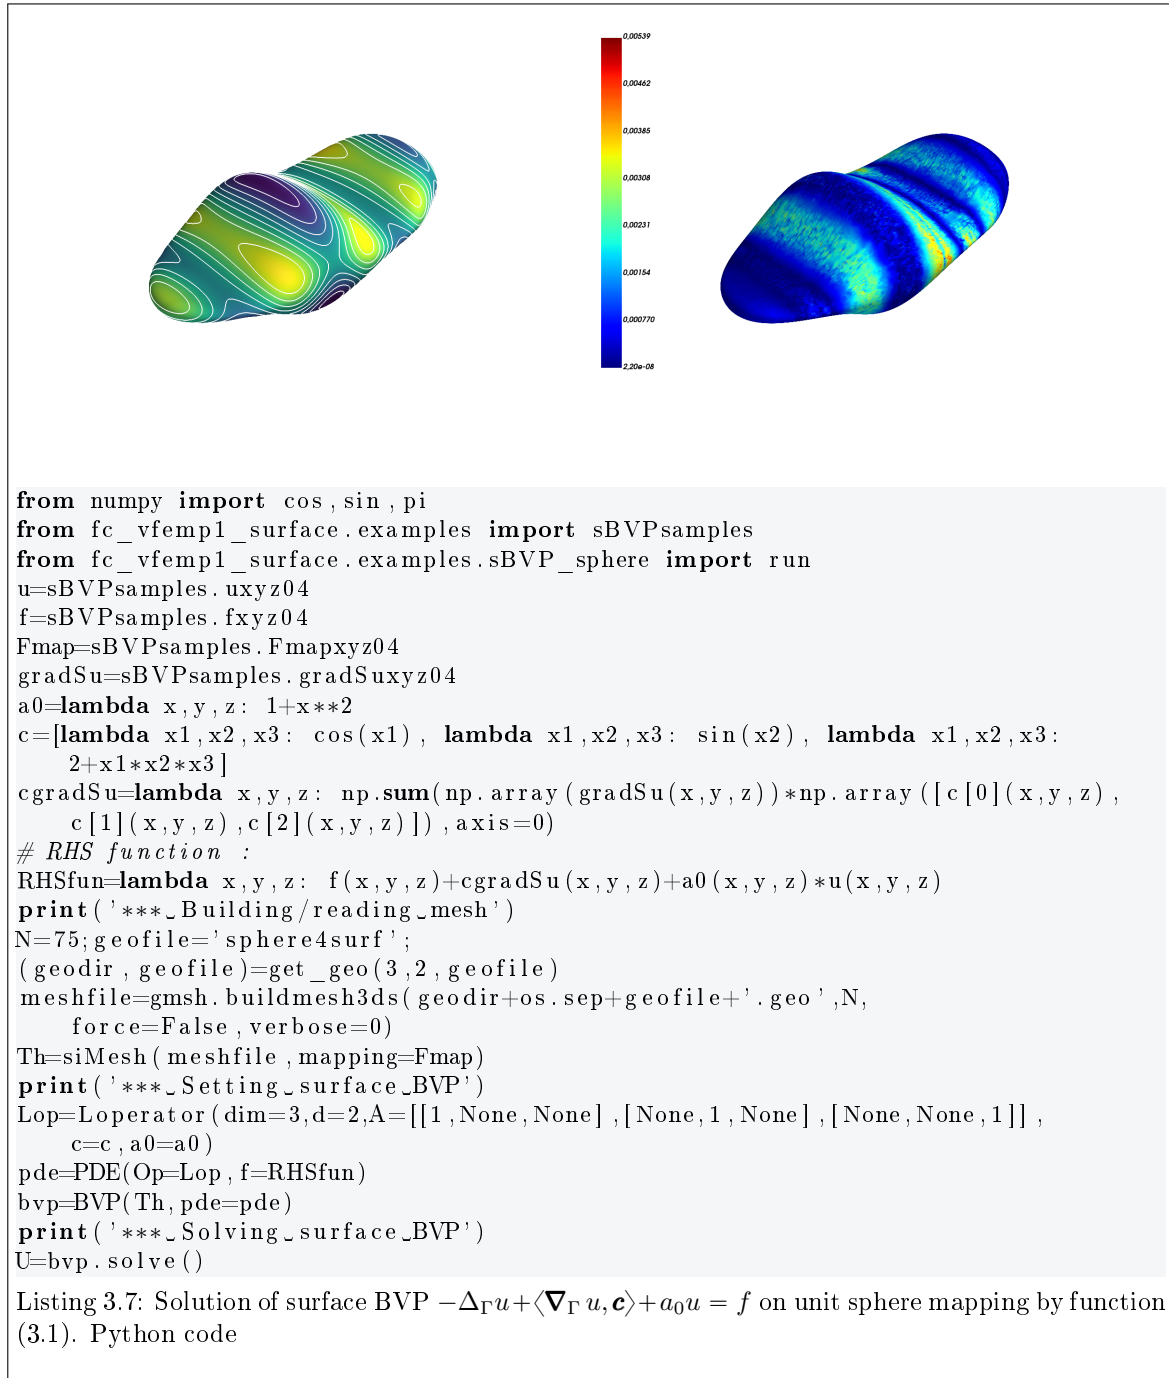 0,00539
0,00462
0,00385
0,00308
0,00231
0,00154
0,000770
2,20e-08
from numpy import cos, sin, pi
from fc_vfemp1_surface.examples import sBVPsamples
from fc_vfemp1_surface.examples.sBVP_sphere import run
u=sBVPsamples.uxyz04
f=sBVPsamples.fxyz04
Fmap=sBVPsamples.Fmapxyz04
gradSu=sBVPsamples.gradSuxyz04
a0=lambda x,y,z: 1+x**2
c=[lambda x1,x2,x3: cos(x1), lambda x1,x2,x3: sin(x2), lambda x1,x2,x3:
2+x1*x2*x3]
cgradSu=lambda x,y,z: np.sum(np.array(gradSu(x,y,z))*np.array([c[0](x,y,z),
c[1](x,y,z),c[2](x,y,z)]),axis=0)
# RHS function :
RHSfun=lambda x,y,z: f(x,y,z)+cgradSu(x,y,z)+a0(x,y,z)*u(x,y,z)
print('***␣Building/reading␣mesh')
N=75;geofile='sphere4surf';
(geodir,geofile)=get_geo(3,2,geofile)
meshfile=gmsh.buildmesh3ds(geodir+os.sep+geofile+'.geo',N,
force=False,verbose=0)
Th=siMesh(meshfile,mapping=Fmap)
print('***␣Setting␣surface␣BVP')
Lop=Loperator(dim=3,d=2,A=[[1,None,None],[None,1,None],[None,None,1]],
c=c,a0=a0)
pde=PDE(Op=Lop,f=RHSfun)
bvp=BVP(Th,pde=pde)
print('***␣Solving␣surface␣BVP')
U=bvp.solve()
Listing 3.7: Solution of surface BVP −Δ_Γ u+⟨∇_Γ u, c⟩+a₀u = f on unit sphere mapping by function
(3.1). Python code